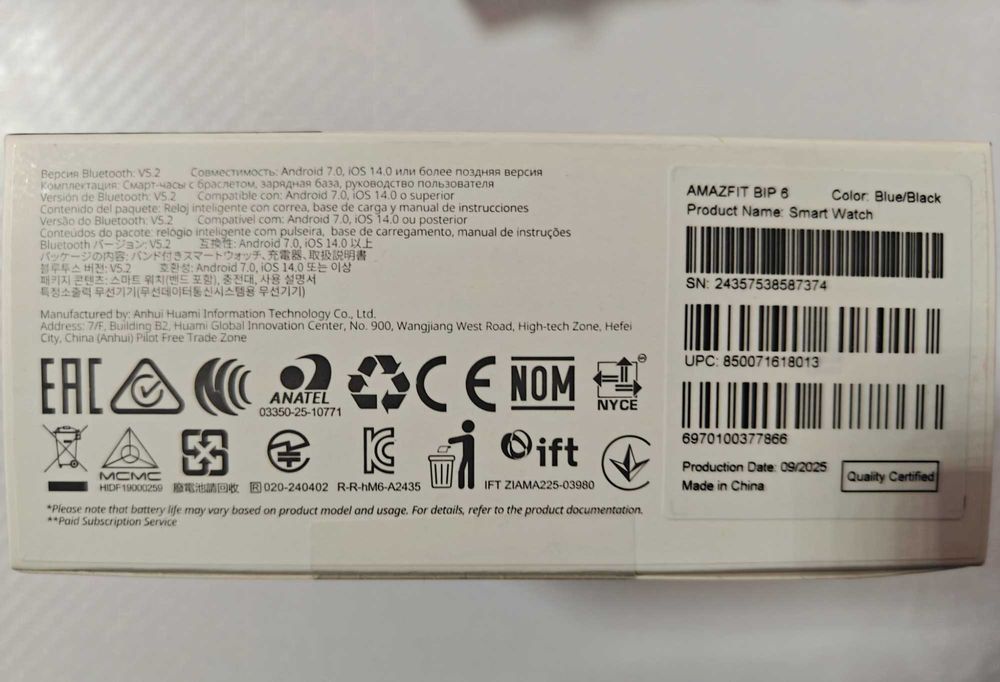 Версия Bluetooth: V5.2 Совместимость: Android 7.0, iOS 14.0 или более поздняя версия
Комплектация: Смарт-часы с браслетом, зарядная база, руководство пользователя
Versión de Bluetooth: V5.2 Compatible con: Android 7.0, iOS 14.0 o superior
Contenido del paquete: Reloj inteligente con correa, base de carga y manual de instrucciones
Versão do Bluetooth: V5.2 Compatível com: Android 7.0, iOS 14.0 ou posterior
Conteúdos do pacote: relógio inteligente com pulseira, base de carregamento, manual de instruções
Bluetooth バージョン: V5.2 互換性: Android 7.0, iOS 14.0 以上
パッケージの内容: バンド付きスマートウォッチ、充電器、取扱説明書
블루투스 버전: V5.2 호환성: Android 7.0, iOS 14.0 또는 이상
패키지 콘텐츠: 스마트 워치(밴드 포함), 충전대, 사용 설명서
특정소출력 무선기기(무선데이터통신시스템용 무선기기)
Manufactured by: Anhui Huami Information Technology Co., Ltd.
Address: 7/F, Building B2, Huami Global Innovation Center, No. 900, Wangjiang West Road, High-tech Zone, Hefei
City, China (Anhui) Pilot Free Trade Zone
EAC
ANATEL
03350-25-10771
CE
NOM
NYCE
MCMC
HIDF19000259
廢電池請回收
R 020-240402
R-R-hM6-A2435
ift
IFT ZIAMA225-03980
*Please note that battery life may vary based on product model and usage. For details, refer to the product documentation.
**Paid Subscription Service
AMAZFIT BIP 6 Color: Blue/Black
Product Name: Smart Watch
SN: 24357538587374
UPC: 850071618013
6970100377866
Production Date: 09/2025
Made in China
Quality Certified